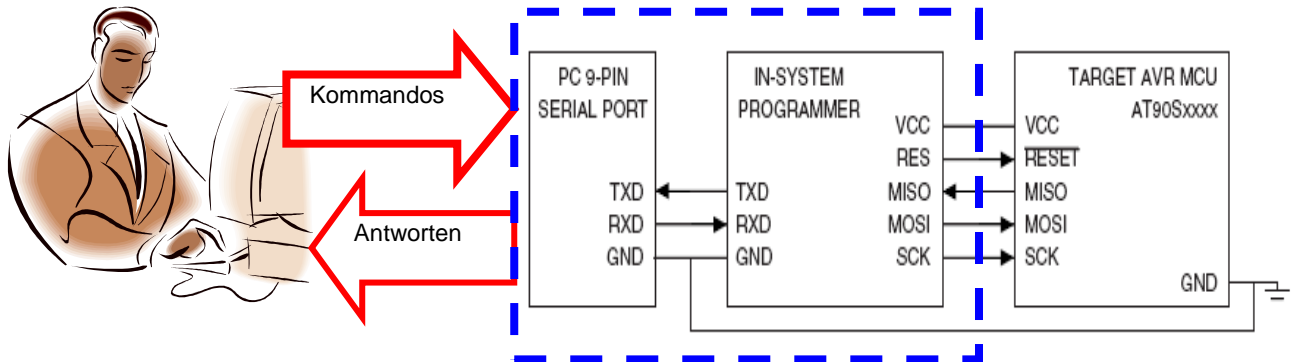 Kommandos
Antworten
PC 9-PIN
SERIAL PORT
TXD
RXD
GND
IN-SYSTEM
PROGRAMMER
VCC
RES
TXD
MISO
RXD
MOSI
GND
SCK
TARGET AVR MCU
AT90Sxxxx
VCC
RESET
MISO
MOSI
SCK
GND